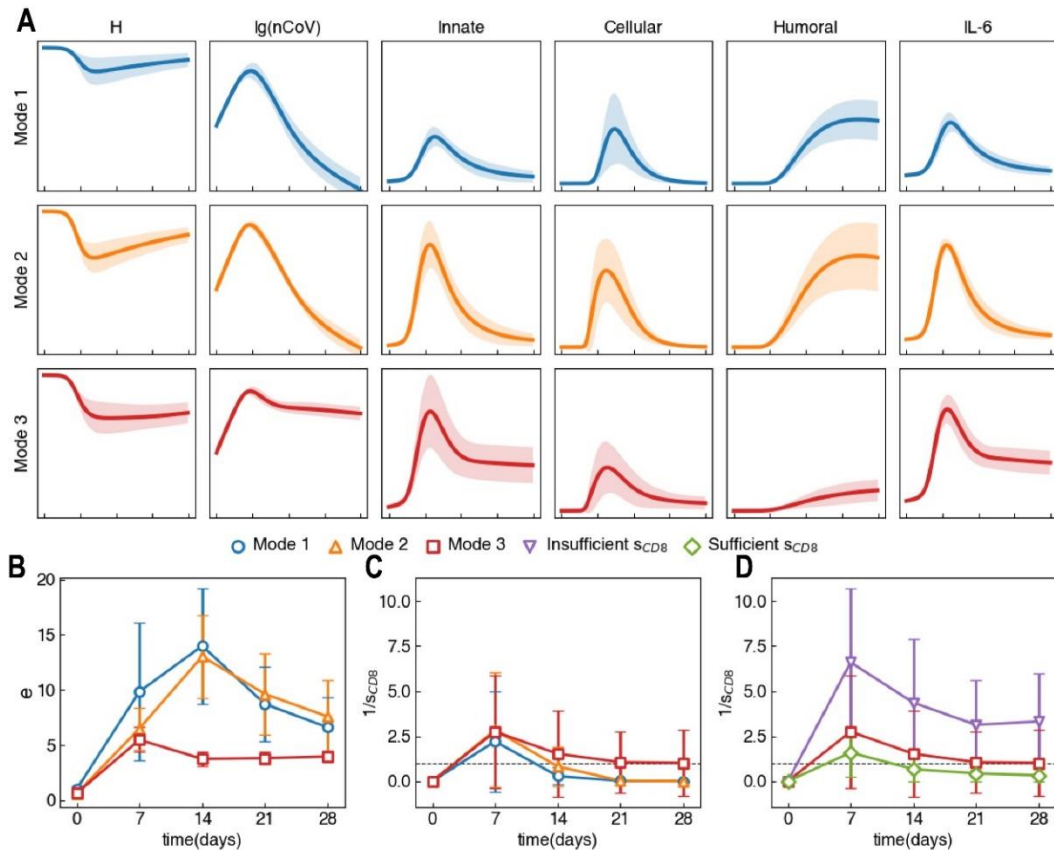 A
H lg(nCoV) Innate Cellular Humoral IL-6
Mode 1
Mode 2
Mode 3
Mode 1 Mode 2 Mode 3 Insufficient sCD8 Sufficient sCD8
B C D
20
15
10
5
0
e
0 7 14 21 28
time(days)
10.0
7.5
5.0
2.5
0.0
1/sCD8
0 7 14 21 28
time(days)
10.0
7.5
5.0
2.5
0.0
1/sCD8
0 7 14 21 28
time(days)